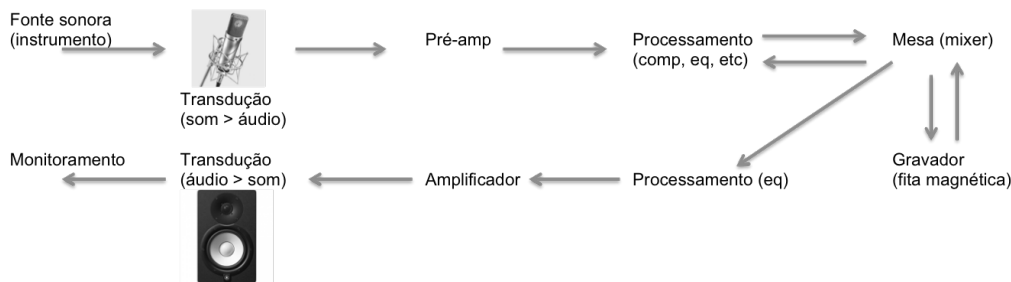 Fonte sonora
(instrumento)
Transdução
(som > áudio)
Pré-amp
Processamento
(comp, eq, etc)
Mesa (mixer)
Gravador
(fita magnética)
Processamento (eq)
Amplificador
Transdução
(áudio > som)
Monitoramento